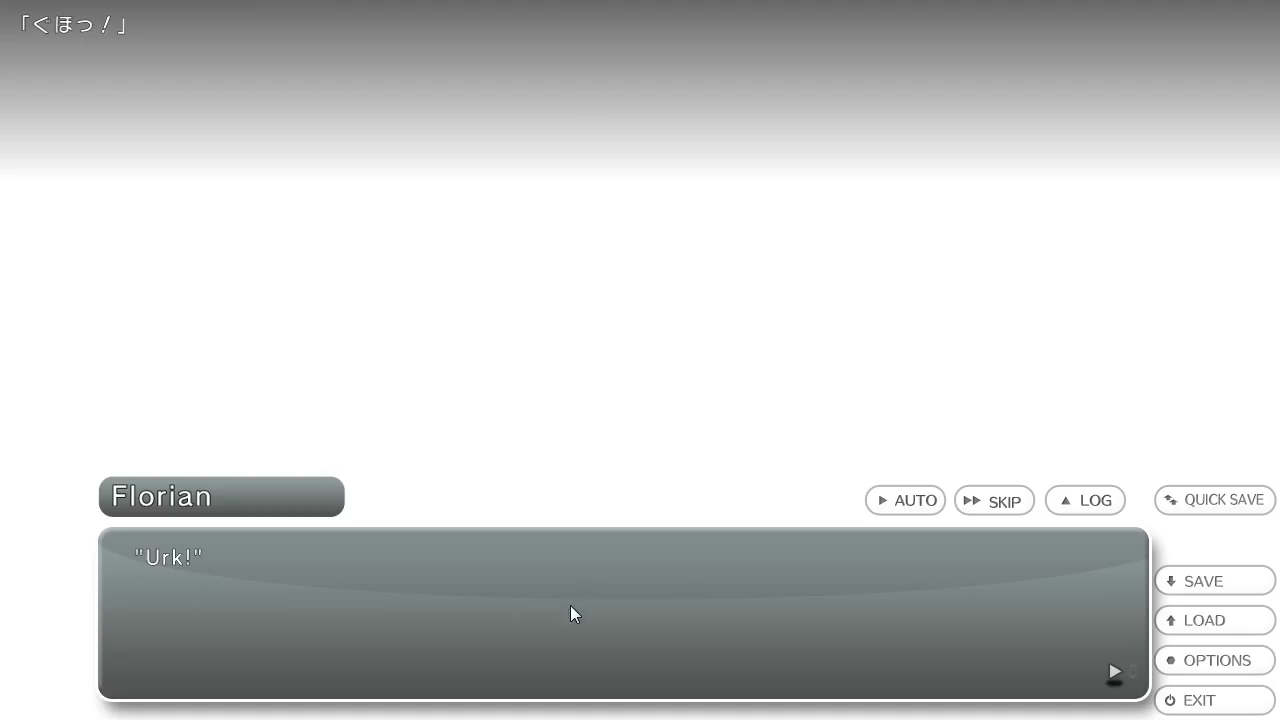 「ぐほっ！」
Florian
AUTO
SKIP
LOG
QUICK SAVE
"Urk!"
SAVE
LOAD
OPTIONS
EXIT